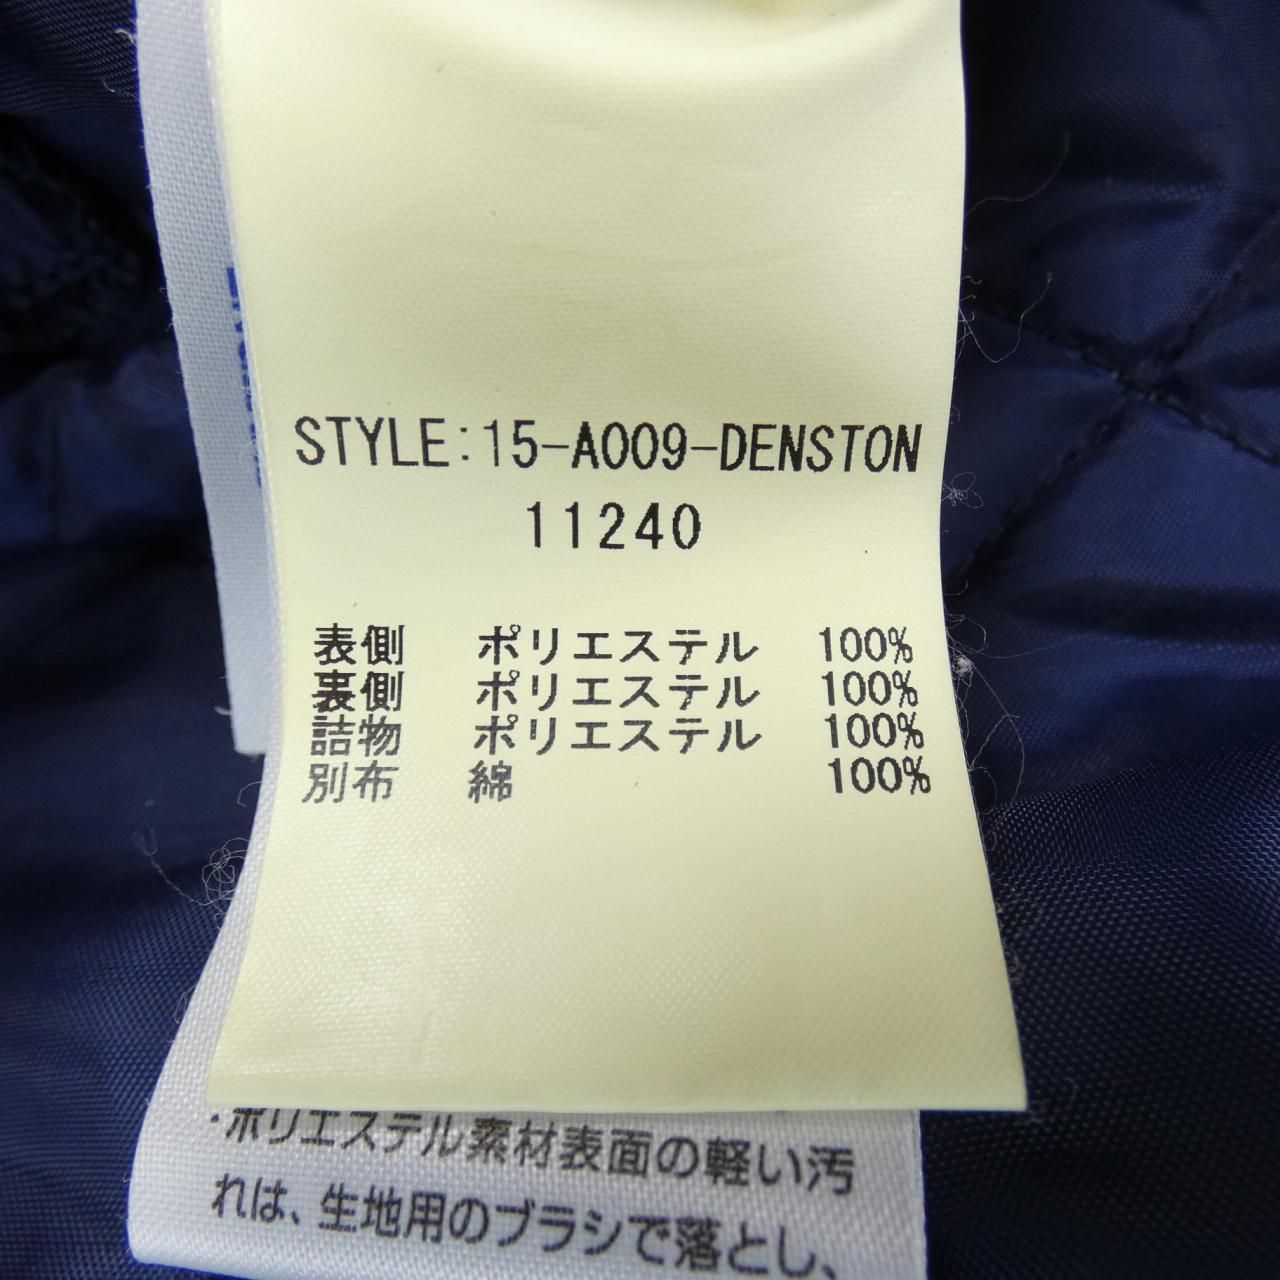 STYLE:15-A009-DENSTON
11240
表側 ポリエステル 100%
裏側 ポリエステル 100%
詰物 ポリエステル 100%
別布 綿 100%
・ポリエステル素材表面の軽い汚
れは、生地用のブラシで落とし、